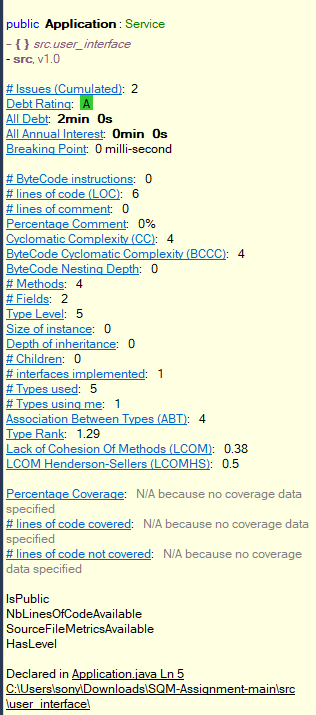 public Application : Service
– { } src.user_interface
- src, v1.0
# Issues (Cumulated): 2
Debt Rating: A
All Debt: 2min 0s
All Annual Interest: 0min 0s
Breaking Point: 0 milli-second
# ByteCode instructions: 0
# lines of code (LOC): 6
# lines of comment: 0
Percentage Comment: 0%
Cyclomatic Complexity (CC): 4
ByteCode Cyclomatic Complexity (BCCC): 4
ByteCode Nesting Depth: 0
# Methods: 4
# Fields: 2
Type Level: 5
Size of instance: 0
Depth of inheritance: 0
# Children: 0
# interfaces implemented: 1
# Types used: 5
# Types using me: 1
Association Between Types (ABT): 4
Type Rank: 1.29
Lack of Cohesion Of Methods (LCOM): 0.38
LCOM Henderson-Sellers (LCOMHS): 0.5
Percentage Coverage: N/A because no coverage data
specified
# lines of code covered: N/A because no coverage
data specified
# lines of code not covered: N/A because no coverage
data specified
IsPublic
NbLinesOfCodeAvailable
SourceFileMetricsAvailable
HasLevel
Declared in Application.java Ln 5
C:\Users\sony\Downloads\SQM-Assignment-main\src
\user_interface\